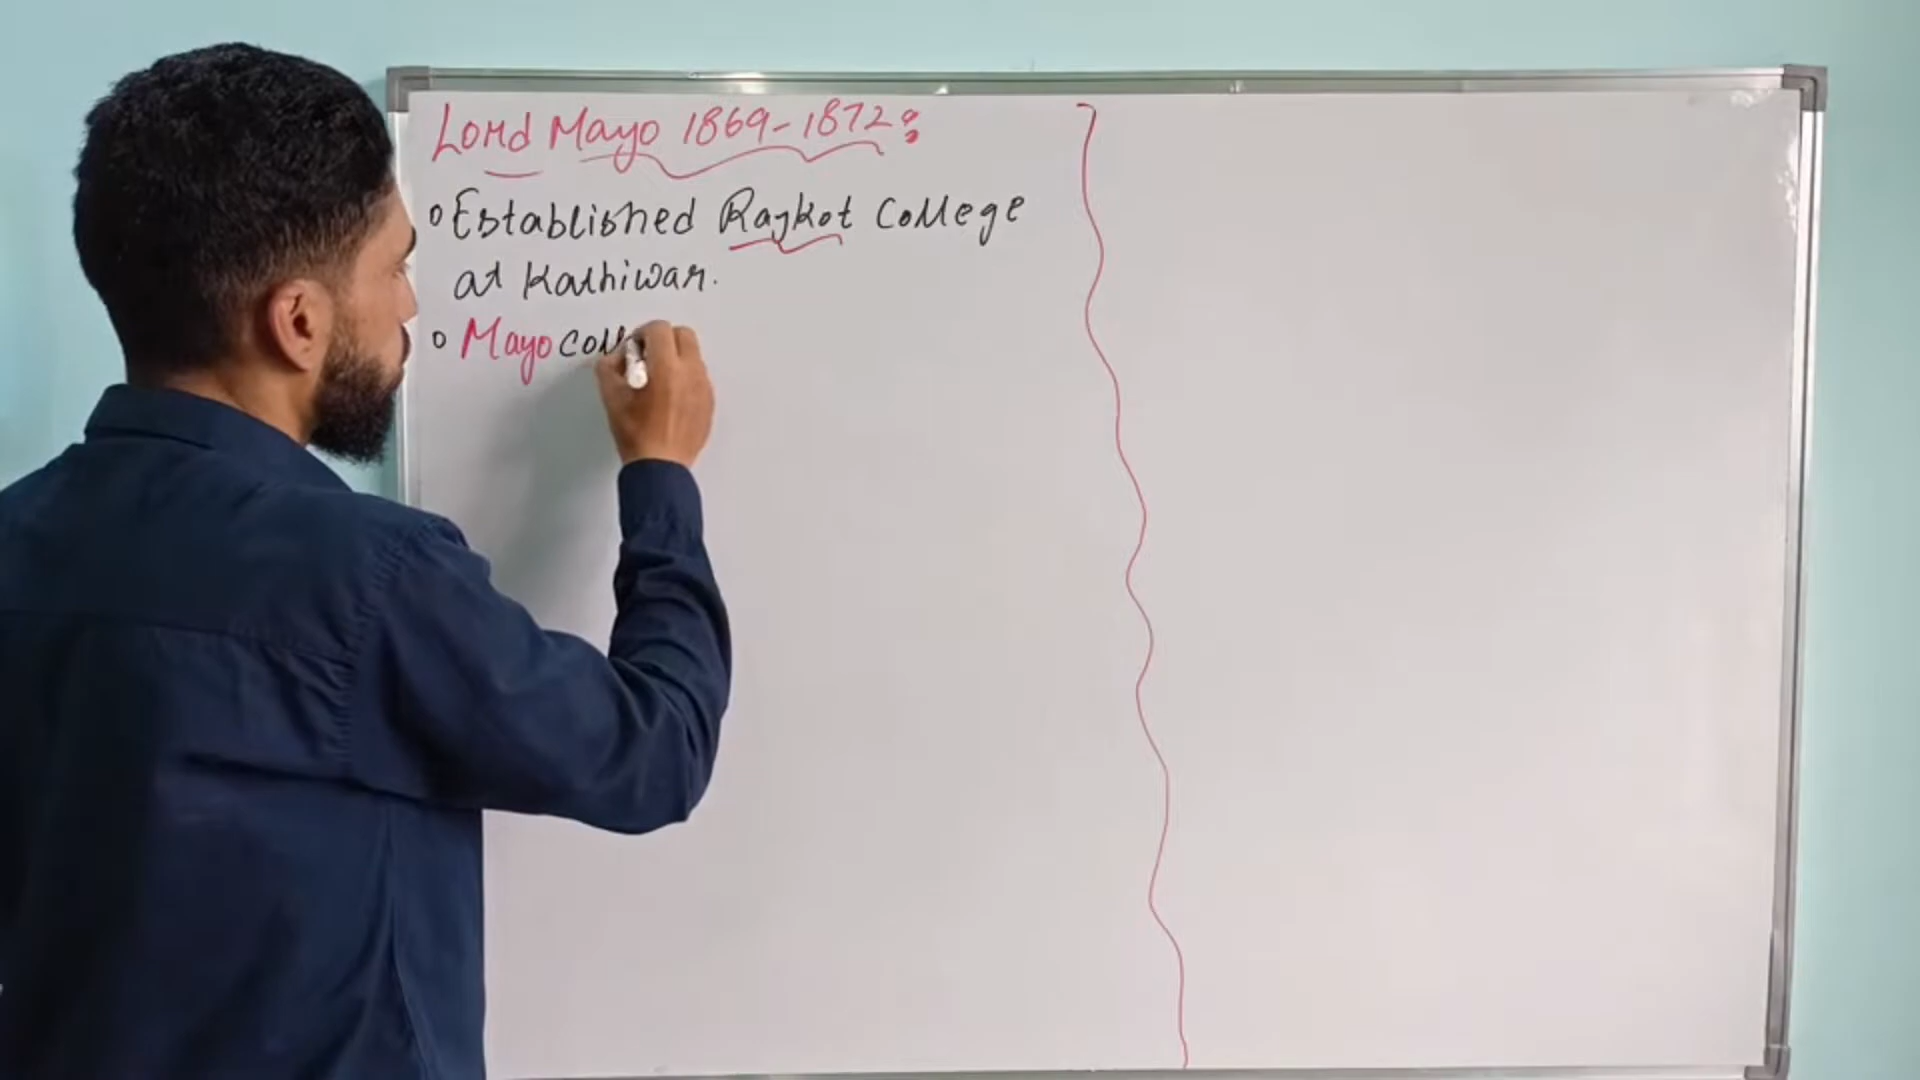 Lord Mayo 1869-1872:
Established Rajkot College
at Kathiwar.
Mayo coll